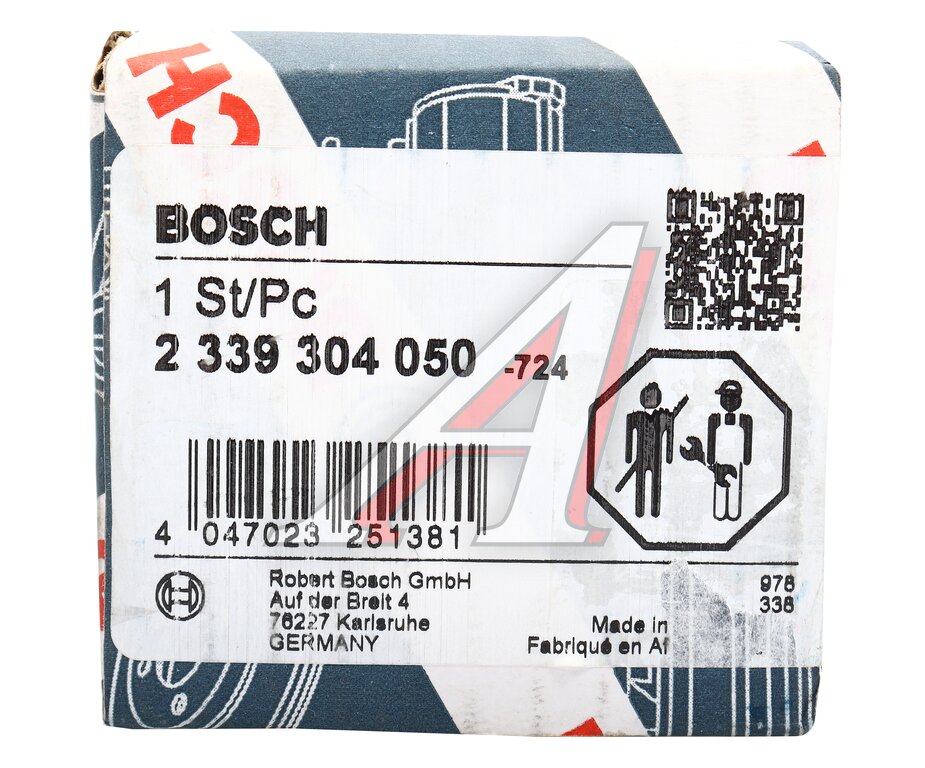 BOSCH
1 St/Pc
2 339 304 050 -724
4 047023 251381
Robert Bosch GmbH
Auf der Breit 4
76227 Karlsruhe
GERMANY
978
338
Made in
Fabriqué en